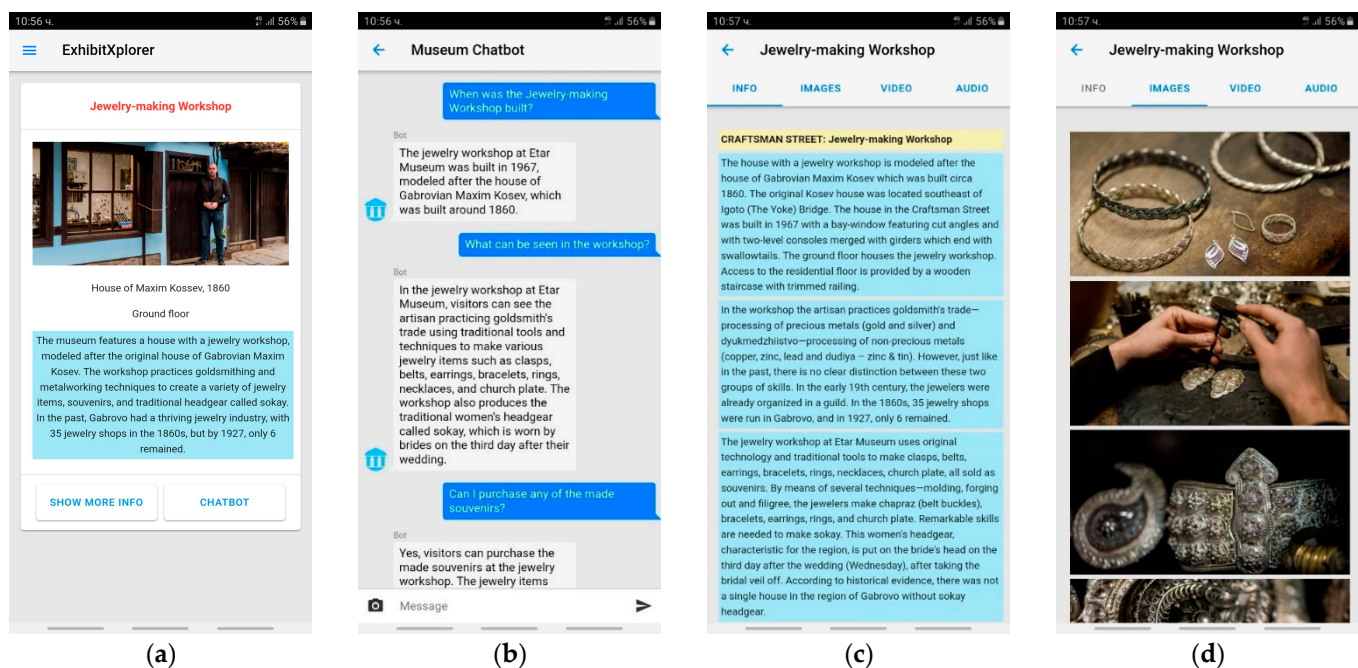 10:56 ч.
56%
ExhibitXplorer
Jewelry-making Workshop
House of Maxim Kossev, 1860
Ground floor
The museum features a house with a jewelry workshop,
modeled after the original house of Gabrovian Maxim
Kosev. The workshop practices goldsmithing and
metalworking techniques to create a variety of jewelry
items, souvenirs, and traditional headgear called sokay.
In the past, Gabrovo had a thriving jewelry industry, with
35 jewelry shops in the 1860s, but by 1927, only 6
remained.
SHOW MORE INFO
CHATBOT
(a)
10:56 ч.
56%
Museum Chatbot
When was the Jewelry-making
Workshop built?
Bot
The jewelry workshop at Etar
Museum was built in 1967,
modeled after the house of
Gabrovian Maxim Kosev, which
was built around 1860.
What can be seen in the workshop?
Bot
In the jewelry workshop at Etar
Museum, visitors can see the
artisan practicing goldsmith's
trade using traditional tools and
techniques to make various
jewelry items such as clasps,
belts, earrings, bracelets, rings,
necklaces, and church plate. The
workshop also produces the
traditional women's headgear
called sokay, which is worn by
brides on the third day after their
wedding.
Can I purchase any of the made
souvenirs?
Bot
Yes, visitors can purchase the
made souvenirs at the jewelry
workshop. The jewelry items
Message
(b)
10:57 ч.
56%
Jewelry-making Workshop
INFO IMAGES VIDEO AUDIO
CRAFTSMAN STREET: Jewelry-making Workshop
The house with a jewelry workshop is modeled after the
house of Gabrovian Maxim Kosev which was built circa
1860. The original Kosev house was located southeast of
Igoto (The Yoke) Bridge. The house in the Craftsman Street
was built in 1967 with a bay-window featuring cut angles and
with two-level consoles merged with girders which end with
swallowtails. The ground floor houses the jewelry workshop.
Access to the residential floor is provided by a wooden
staircase with trimmed railing.
In the workshop the artisan practices goldsmith's trade—
processing of precious metals (gold and silver) and
dyukmedzhiistvo—processing of non-precious metals
(copper, zinc, lead and dudiya – zinc & tin). However, just like
in the past, there is no clear distinction between these two
groups of skills. In the early 19th century, the jewelers were
already organized in a guild. In the 1860s, 35 jewelry shops
were run in Gabrovo, and in 1927, only 6 remained.
The jewelry workshop at Etar Museum uses original
technology and traditional tools to make clasps, belts,
earrings, bracelets, rings, necklaces, church plate, all sold as
souvenirs. By means of several techniques—molding, forging
out and filigree, the jewelers make chapraz (belt buckles),
bracelets, earrings, rings, and church plate. Remarkable skills
are needed to make sokay. This women's headgear,
characteristic for the region, is put on the bride's head on the
third day after the wedding (Wednesday), after taking the
bridal veil off. According to historical evidence, there was not
a single house in the region of Gabrovo without sokay
headgear.
(c)
10:57 ч.
56%
Jewelry-making Workshop
INFO IMAGES VIDEO AUDIO
(d)